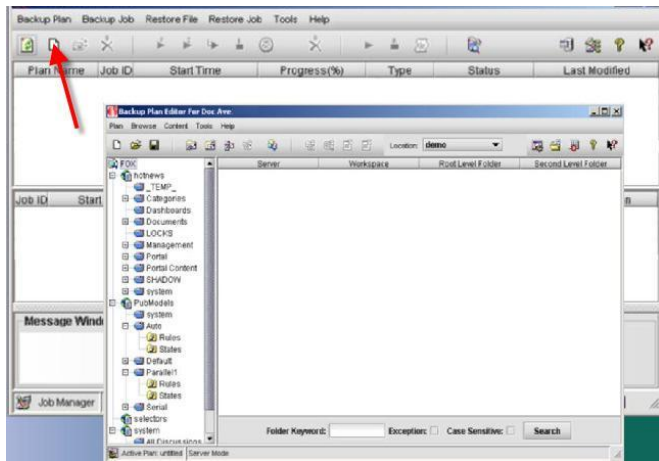 Backup Plan Backup Job Restore File Restore Job Tools Help
Plan Name Job ID Start Time Progress(%) Type Status Last Modified
Backup Plan Editor For Doc Ave
Plan Browse Content Tools Help
Location: demo
Server Workspace Root Level Folder Second Level Folder
FOX
hotnews
_TEMP_
Categories
Dashboards
Documents
LOCKS
Management
Portal
Portal Content
SHADOW
system
PubModels
system
Auto
Rules
States
Default
Parallel1
Rules
States
Serial
selectors
system
All Discussions
Folder Keyword: Exception: Case Sensitive: Search
Active Plan: untitled Server Mode
Job ID Start
Message Wind
Job Manager